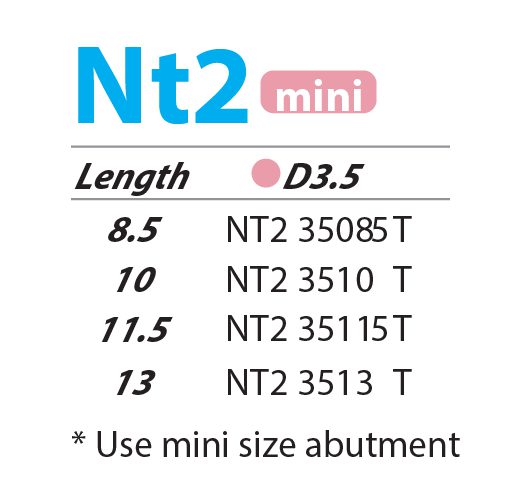 Nt2 mini
Length D3.5
8.5 NT2 35085 T
10 NT2 3510 T
11.5 NT2 35115 T
13 NT2 3513 T
* Use mini size abutment